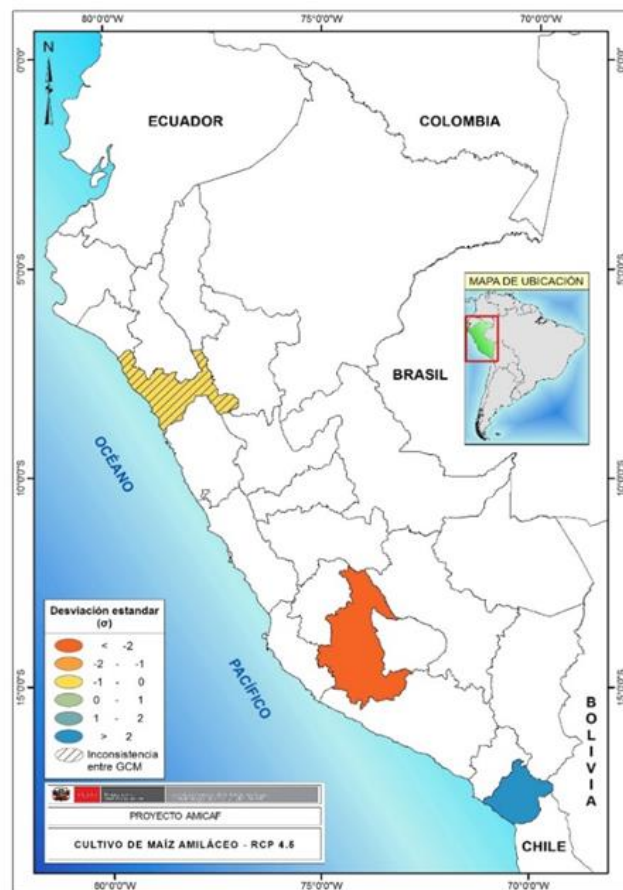 80°0'0"O
75°0'0"O
70°0'0"O
0°0'0"
5°0'0"S
10°0'0"S
15°0'0"S
N
ECUADOR
COLOMBIA
MAPA DE UBICACIÓN
BRASIL
OCÉANO
PACÍFICO
BOLIVIA
CHILE
Desviación estandar
(σ)
< -2
-2 - -1
-1 - 0
0 - 1
1 - 2
> 2
Inconsistencia
entre GCM
PROYECTO AMICAF
CULTIVO DE MAÍZ AMILÁCEO - RCP 4.5
80°0'0"O
75°0'0"O
70°0'0"O